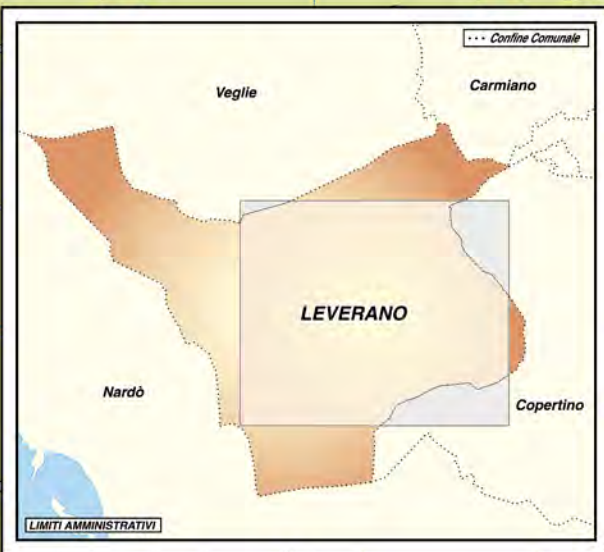 ... Confine Comunale
Carmiano
Veglie
LEVERANO
Nardò
Copertino
LIMITI AMMINISTRATIVI